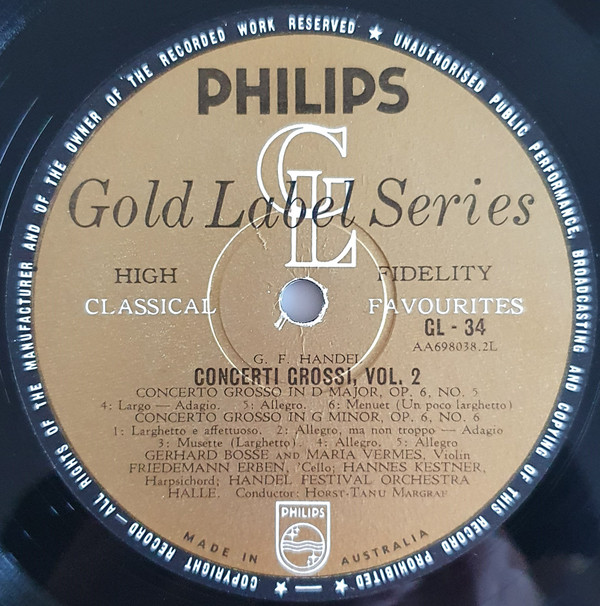 ALL RIGHTS OF THE MANUFACTURER AND OF THE OWNER OF THE RECORDED WORK RESERVED ★ UNAUTHORISED PUBLIC PERFORMANCE, BROADCASTING AND COPYING OF THIS RECORD PROHIBITED ★ — ★ COPYRIGHT RECORD—
PHILIPS
GL
Gold Label Series
HIGH FIDELITY
CLASSICAL FAVOURITES
GL - 34
AA698038.2L
G. F. HANDEL
CONCERTI GROSSI, VOL. 2
CONCERTO GROSSO IN D MAJOR, OP. 6, NO. 5
4: Largo — Adagio. 5: Allegro. 6: Menuet (Un poco larghetto)
CONCERTO GROSSO IN G MINOR, OP. 6, NO. 6
1: Larghetto e affettuoso. 2: Allegro, ma non troppo — Adagio
3: Musette (Larghetto). 4: Allegro. 5: Allegro
GERHARD BOSSE AND MARIA VERMES, Violin
FRIEDEMANN ERBEN, 'Cello; HANNES KESTNER,
Harpsichord; HANDEL FESTIVAL ORCHESTRA
HALLE. Conductor: HORST-TANU MARGRAF
PHILIPS
MADE IN AUSTRALIA